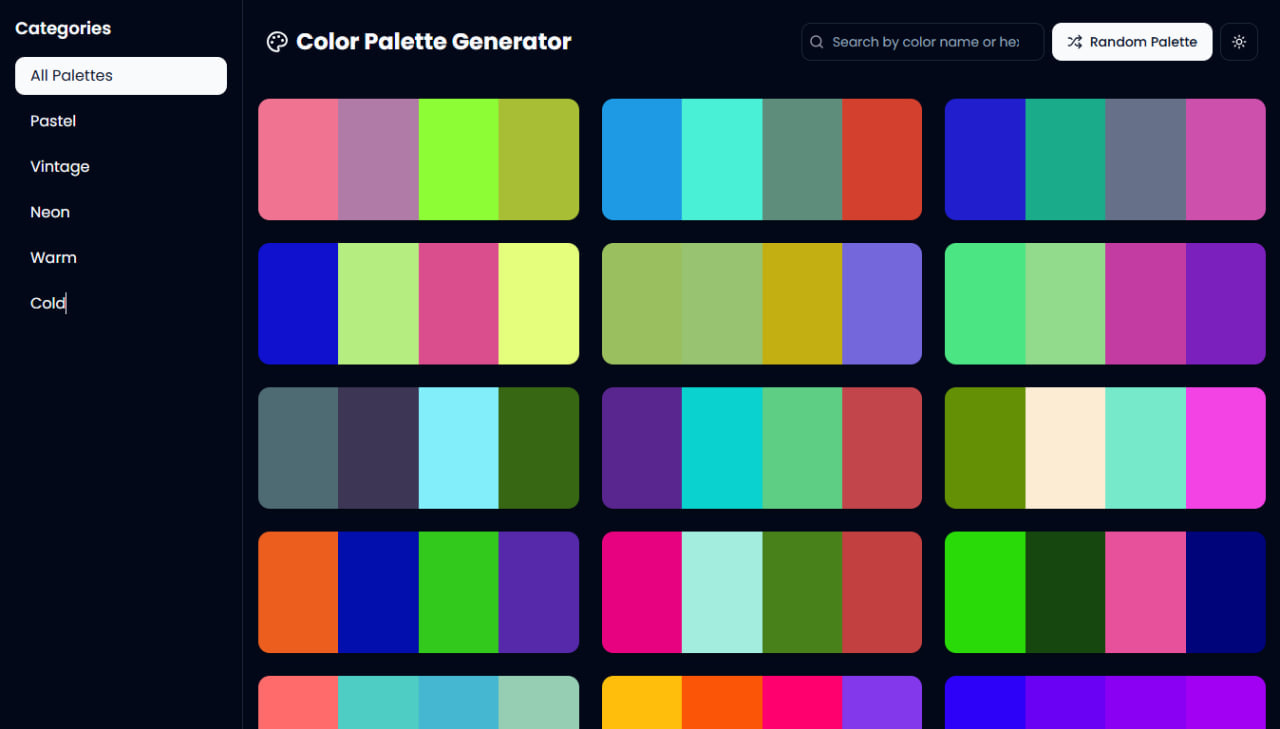 Categories
All Palettes
Pastel
Vintage
Neon
Warm
Cold
Color Palette Generator
Search by color name or he
Random Palette